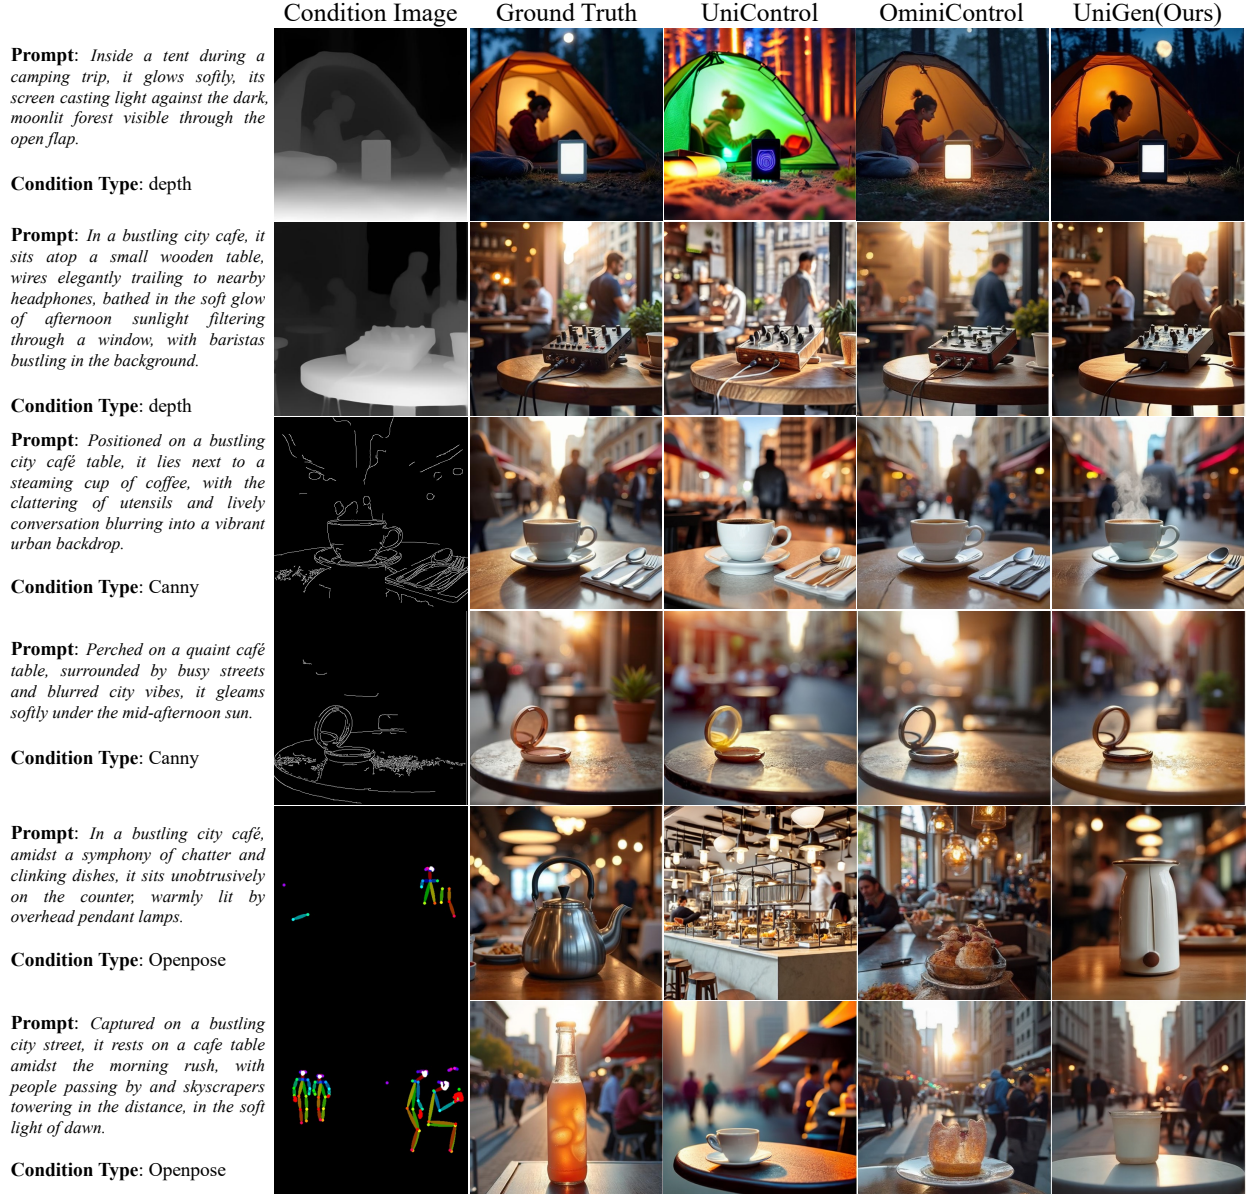 Condition Image Ground Truth UniControl OminiControl UniGen(Ours)
Prompt: Inside a tent during a
camping trip, it glows softly, its
screen casting light against the dark,
moonlit forest visible through the
open flap.
Condition Type: depth
Prompt: In a bustling city cafe, it
sits atop a small wooden table,
wires elegantly trailing to nearby
headphones, bathed in the soft glow
of afternoon sunlight filtering
through a window, with baristas
bustling in the background.
Condition Type: depth
Prompt: Positioned on a bustling
city café table, it lies next to a
steaming cup of coffee, with the
clattering of utensils and lively
conversation blurring into a vibrant
urban backdrop.
Condition Type: Canny
Prompt: Perched on a quaint café
table, surrounded by busy streets
and blurred city vibes, it gleams
softly under the mid-afternoon sun.
Condition Type: Canny
Prompt: In a bustling city café,
amidst a symphony of chatter and
clinking dishes, it sits unobtrusively
on the counter, warmly lit by
overhead pendant lamps.
Condition Type: Openpose
Prompt: Captured on a bustling
city street, it rests on a cafe table
amidst the morning rush, with
people passing by and skyscrapers
towering in the distance, in the soft
light of dawn.
Condition Type: Openpose